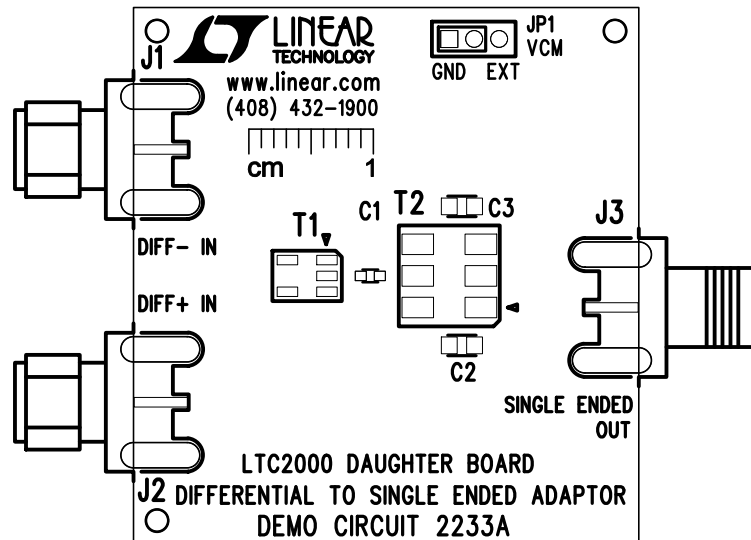 J1
LINEAR
TECHNOLOGY
www.linear.com
(408) 432-1900
cm 1
JP1
VCM
GND EXT
C1 T2 C3
T1
J3
DIFF- IN
DIFF+ IN
C2
SINGLE ENDED
OUT
LTC2000 DAUGHTER BOARD
J2 DIFFERENTIAL TO SINGLE ENDED ADAPTOR
DEMO CIRCUIT 2233A